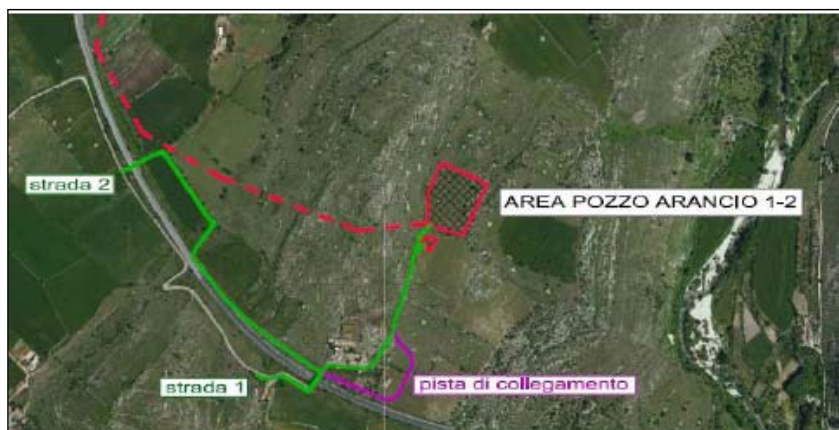 strada 2
AREA POZZO ARANCIO 1-2
strada 1
pista di collegamento